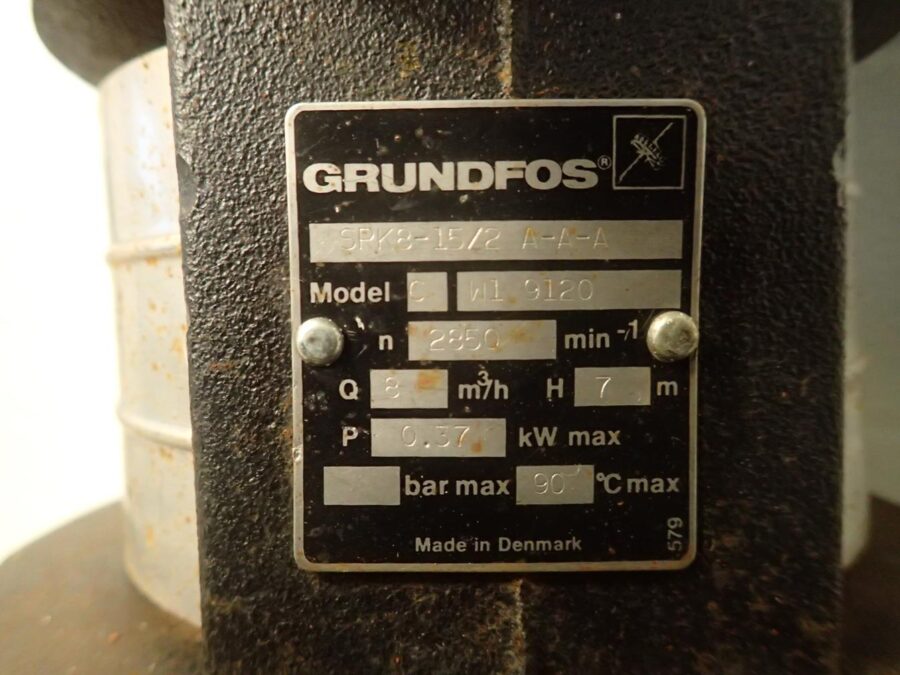 GRUNDFOS®
SPK8-15/2 A-A-A
Model C W1 9120
n 2850 min⁻¹
Q 8 m³/h H 7 m
P 0.37 kW max
bar max 90 °C max
Made in Denmark
579